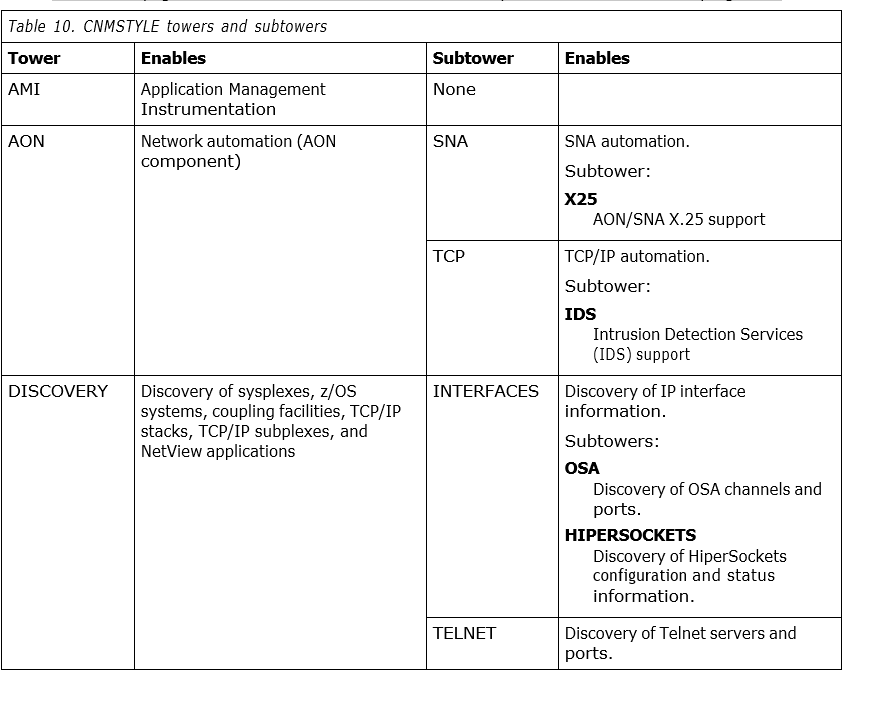 Table 10. CNMSTYLE towers and subtowers
Tower Enables Subtower Enables
AMI Application Management Instrumentation None
AON Network automation (AON component) SNA SNA automation.
Subtower:
X25
AON/SNA X.25 support
TCP TCP/IP automation.
Subtower:
IDS
Intrusion Detection Services
(IDS) support
DISCOVERY Discovery of sysplexes, z/OS
systems, coupling facilities, TCP/IP
stacks, TCP/IP subplexes, and
NetView applications
INTERFACES Discovery of IP interface
information.
Subtowers:
OSA
Discovery of OSA channels and
ports.
HIPERSOCKETS
Discovery of HiperSockets
configuration and status
information.
TELNET Discovery of Telnet servers and
ports.